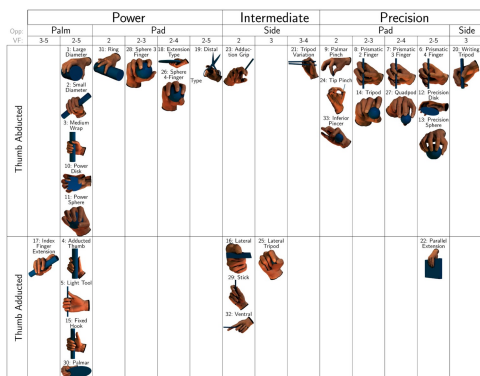 Power Intermediate Precision
Opp: Palm Pad Side Pad Side
VF: 3-5 2-5 2 2-3 2-4 2-5 2 3 3-4 2 2-3 2-4 2-5 3
Thumb Abducted
1: Large Diameter
2: Small Diameter
3: Medium Wrap
10: Power Disk
11: Power Sphere
31: Ring
28: Sphere 3 Finger
18: Extension Type
26: Sphere 4-Finger
19: Distal Type
23: Adduction Grip
21: Tripod Variation
9: Palmar Pinch
24: Tip Pinch
33: Inferior Pincer
8: Prismatic 2 Finger
14: Tripod
7: Prismatic 3 Finger
27: Quadpod
6: Prismatic 4 Finger
12: Precision Disk
13: Precision Sphere
20: Writing Tripod
Thumb Adducted
17: Index Finger Extension
4: Adducted Thumb
5: Light Tool
15: Fixed Hook
30: Palmar
16: Lateral
29: Stick
32: Ventral
25: Lateral Tripod
22: Parallel Extension